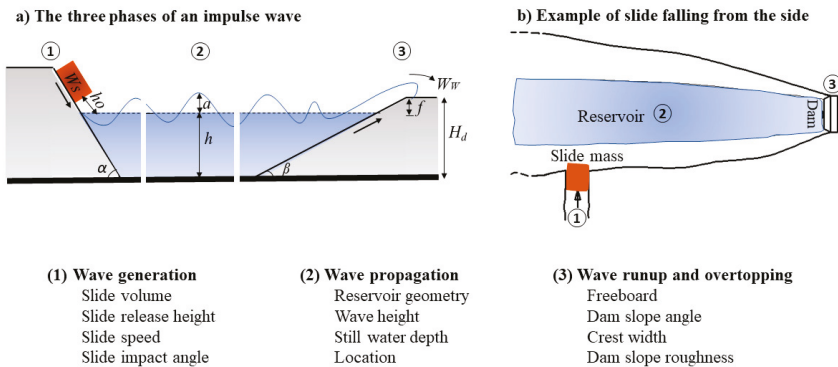 a) The three phases of an impulse wave
b) Example of slide falling from the side
1
2
3
Ws
ho
a
h
α
β
f
Ww
Hd
Reservoir 2
Dam
3
Slide mass
1
(1) Wave generation
Slide volume
Slide release height
Slide speed
Slide impact angle
(2) Wave propagation
Reservoir geometry
Wave height
Still water depth
Location
(3) Wave runup and overtopping
Freeboard
Dam slope angle
Crest width
Dam slope roughness